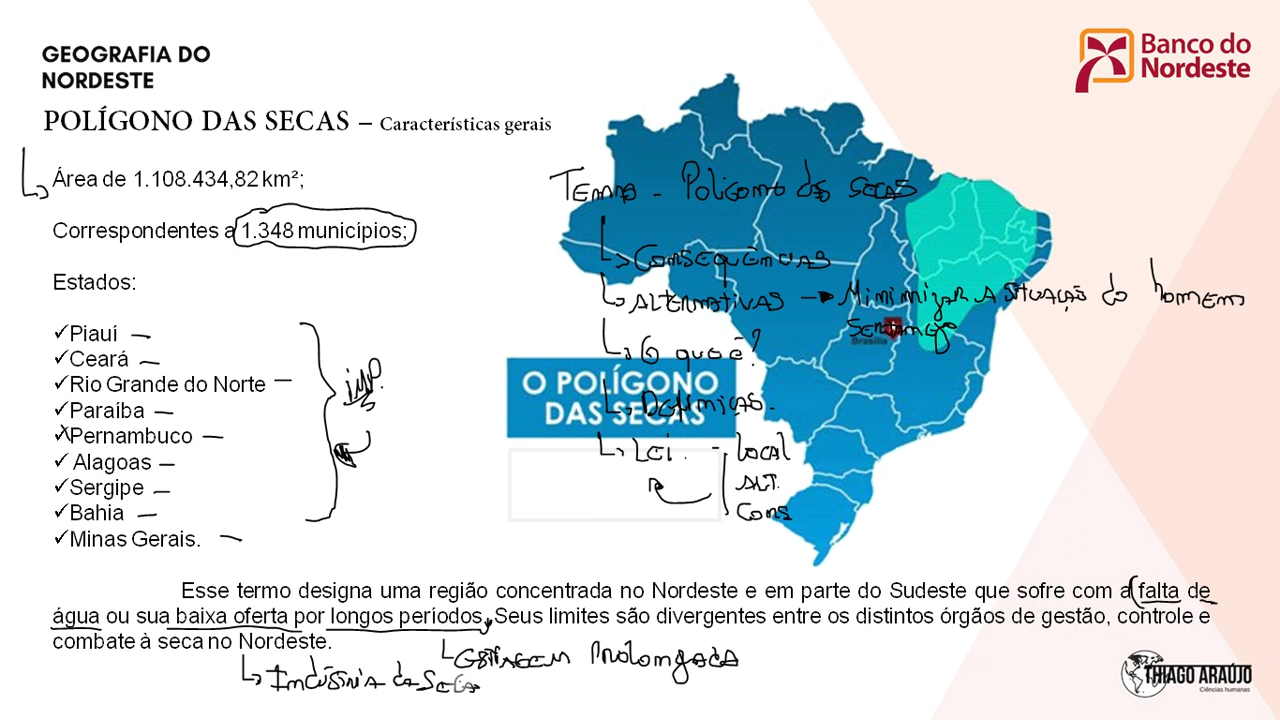 GEOGRAFIA DO
NORDESTE
Banco do
Nordeste
POLÍGONO DAS SECAS – Características gerais
Área de 1.108.434,82 km²;
Correspondentes a 1.348 municípios;
Estados:
✓Piauí
✓Ceará
✓Rio Grande do Norte
✓Paraíba
✓Pernambuco
✓Alagoas
✓Sergipe
✓Bahia
✓Minas Gerais.
imp.
Tema - Polígono das secas
Consequências
Alternativas → Minimizar a situação do homem
sertanejo
Brasília
O que é?
O POLÍGONO
DAS SECAS
Definição.
Lei. - Local
Alt.
Cons
Esse termo designa uma região concentrada no Nordeste e em parte do Sudeste que sofre com a falta de
água ou sua baixa oferta por longos períodos. Seus limites são divergentes entre os distintos órgãos de gestão, controle e
combate à seca no Nordeste.
Estiagem prolongada
Indústria da Seca
THIAGO ARAÚJO
Ciências humanas